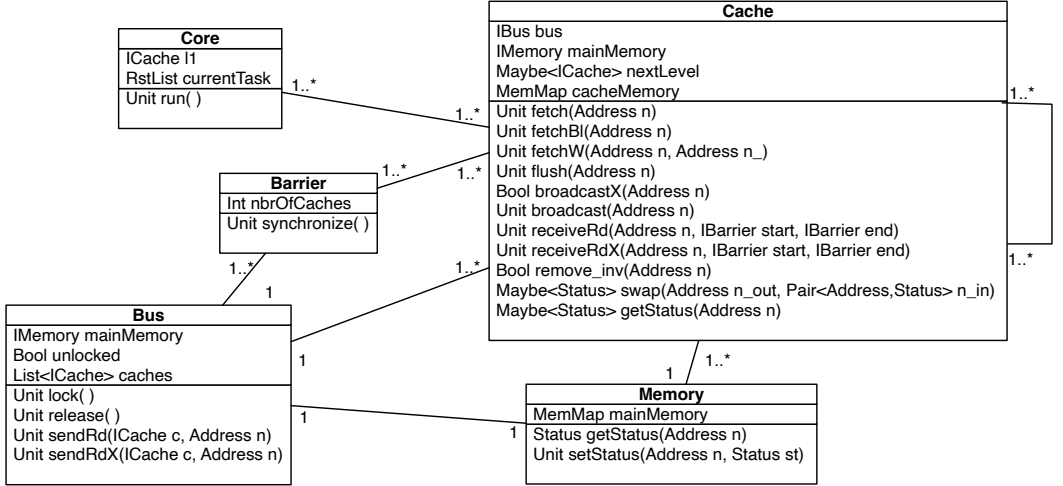 Core
ICache l1
RstList currentTask
Unit run( )
1..*
1..*
Cache
IBus bus
IMemory mainMemory
Maybe<ICache> nextLevel
MemMap cacheMemory
Unit fetch(Address n)
Unit fetchBl(Address n)
Unit fetchW(Address n, Address n_)
Unit flush(Address n)
Bool broadcastX(Address n)
Unit broadcast(Address n)
Unit receiveRd(Address n, IBarrier start, IBarrier end)
Unit receiveRdX(Address n, IBarrier start, IBarrier end)
Bool remove_inv(Address n)
Maybe<Status> swap(Address n_out, Pair<Address,Status> n_in)
Maybe<Status> getStatus(Address n)
1..*
1..*
Barrier
Int nbrOfCaches
Unit synchronize( )
1..*
1..*
1..*
1
1..*
1
Bus
IMemory mainMemory
Bool unlocked
List<ICache> caches
Unit lock( )
Unit release( )
Unit sendRd(ICache c, Address n)
Unit sendRdX(ICache c, Address n)
1
1
1..*
1
Memory
MemMap mainMemory
Status getStatus(Address n)
Unit setStatus(Address n, Status st)